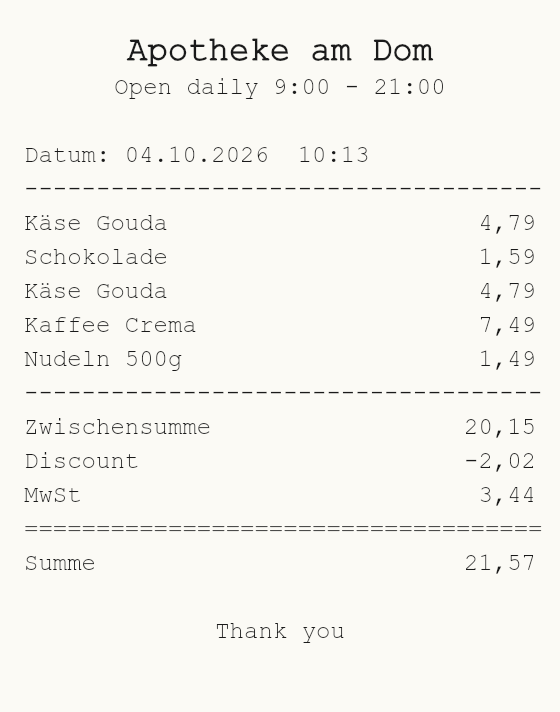 Apotheke am Dom
Open daily 9:00 - 21:00
Datum: 04.10.2026  10:13
------------------------------------
Käse Gouda 4,79
Schokolade 1,59
Käse Gouda 4,79
Kaffee Crema 7,49
Nudeln 500g 1,49
------------------------------------
Zwischensumme 20,15
Discount -2,02
MwSt 3,44
====================================
Summe 21,57
Thank you